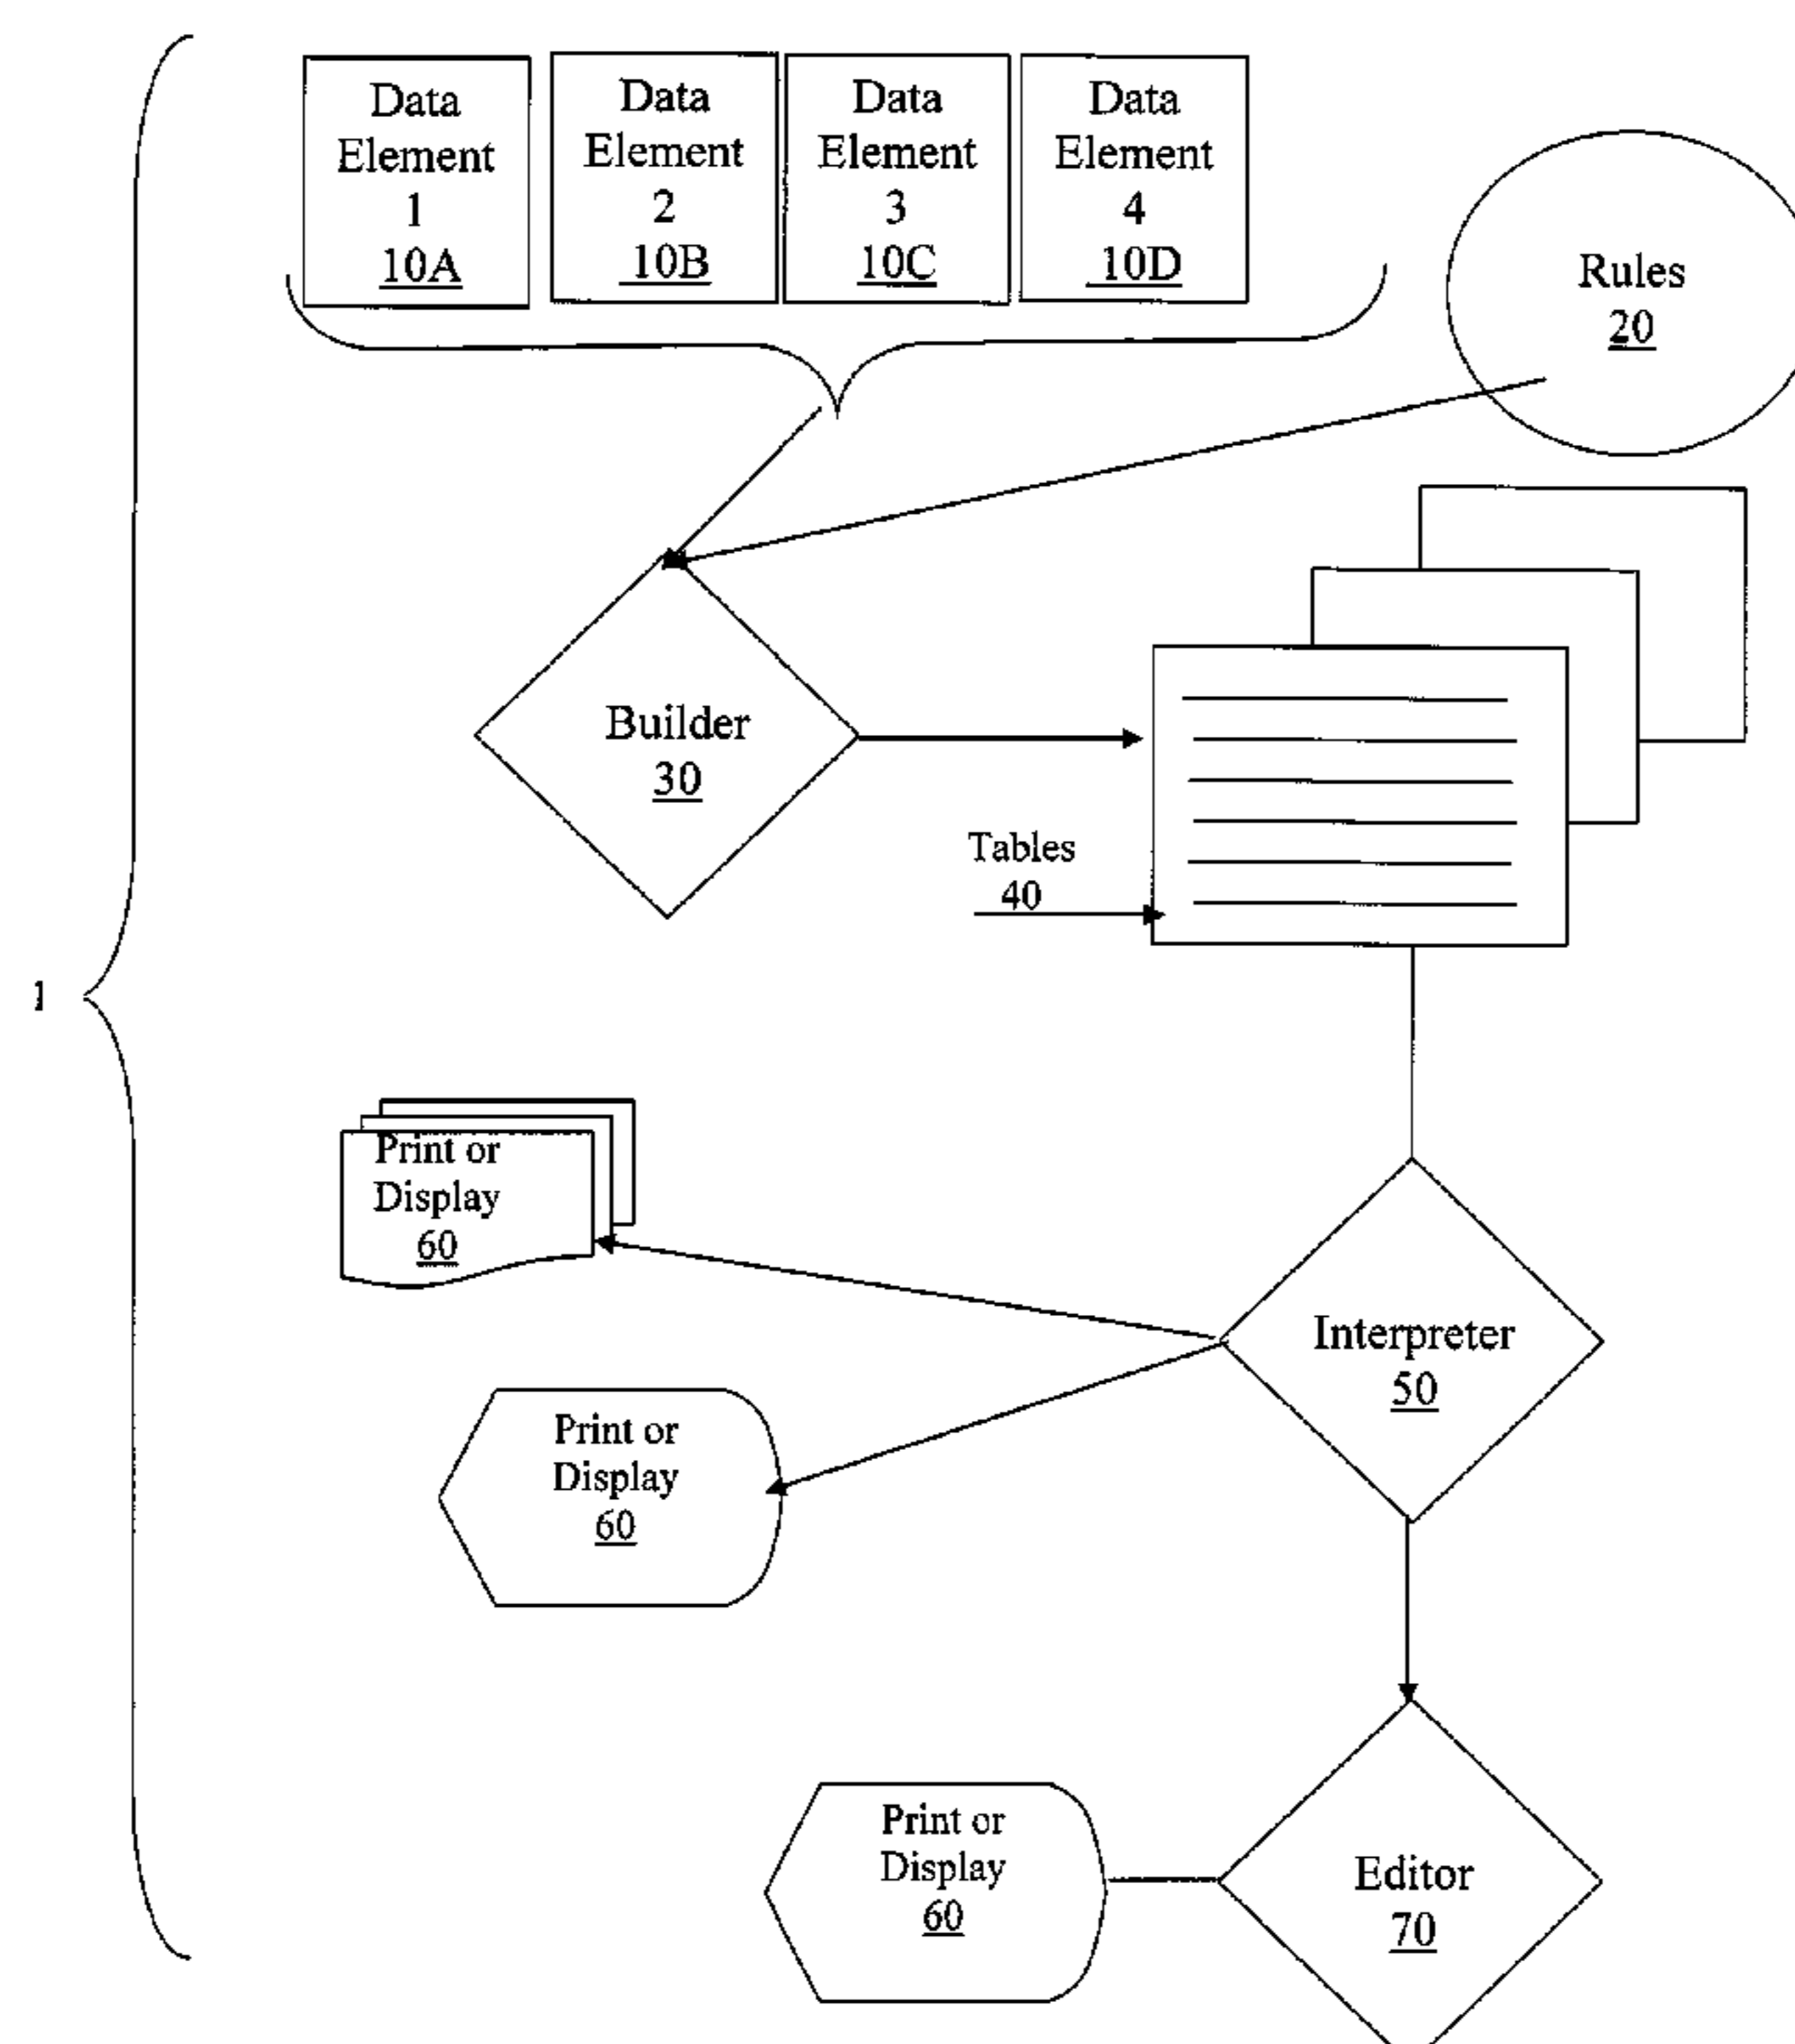 Data
Element
1
10A
Data
Element
2
10B
Data
Element
3
10C
Data
Element
4
10D
Rules
20
Builder
30
Tables
40
1
Print or
Display
60
Interpreter
50
Print or
Display
60
Print or
Display
60
Editor
70